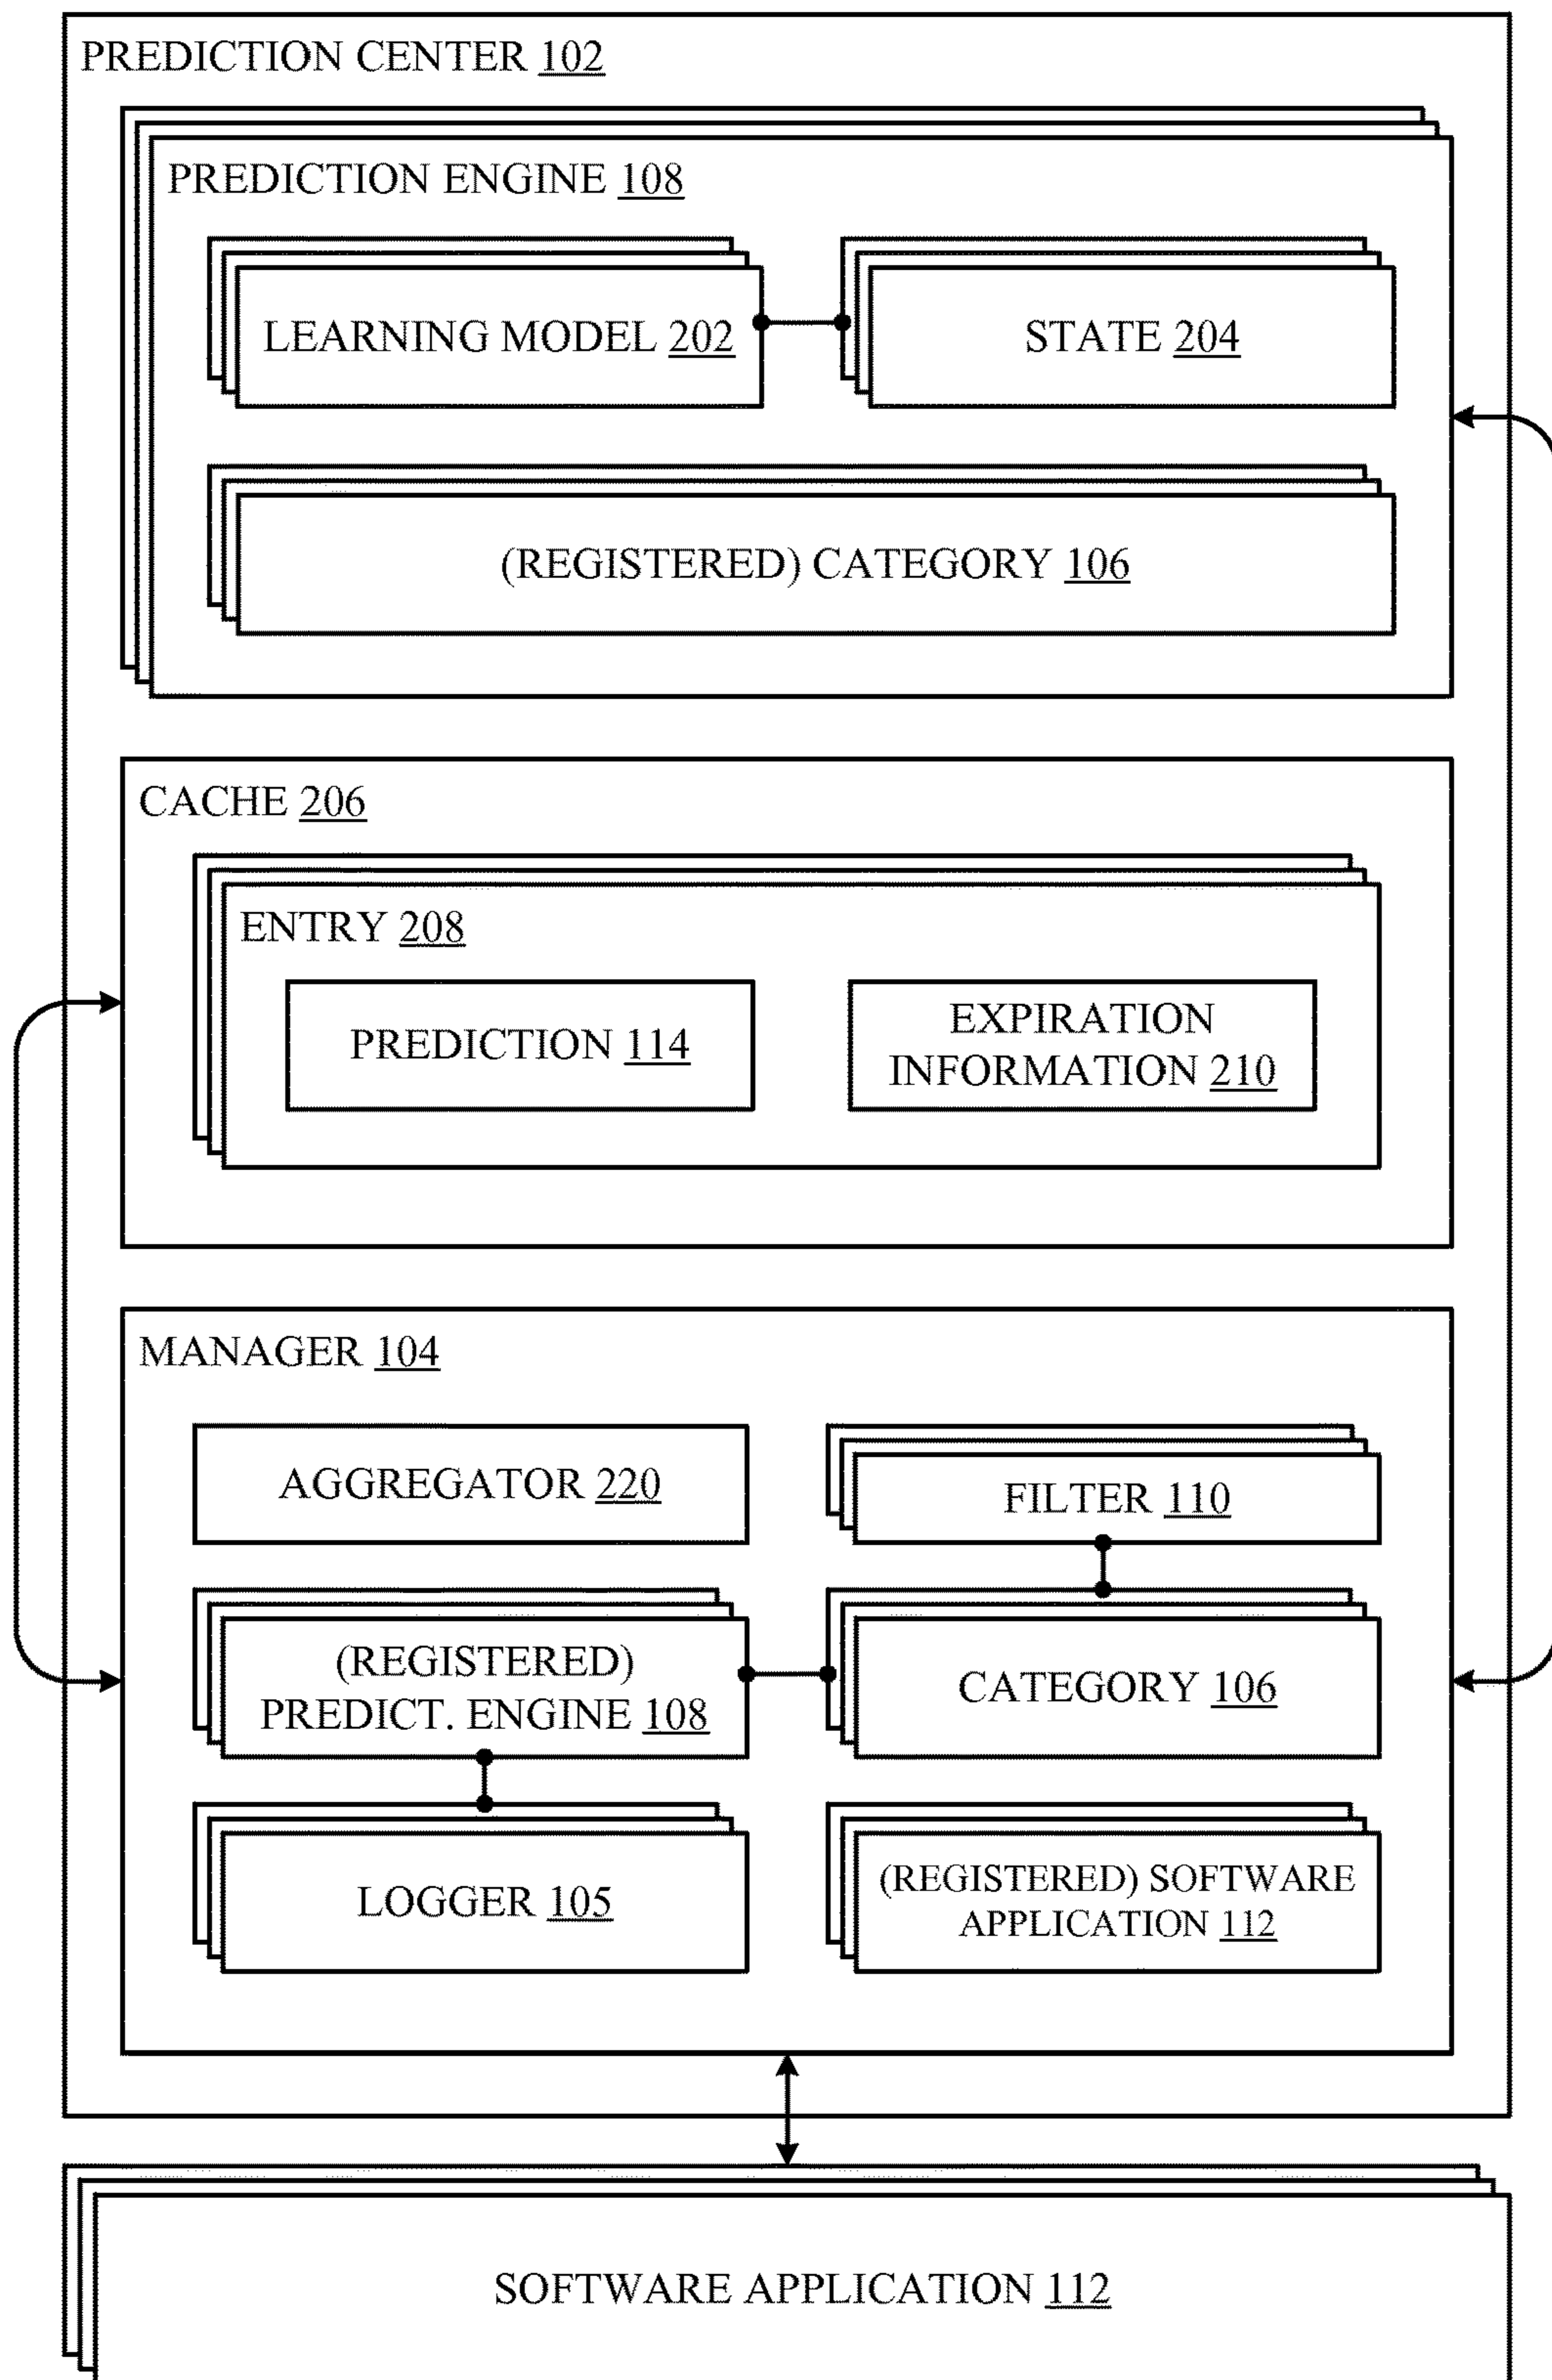 PREDICTION CENTER 102
PREDICTION ENGINE 108
LEARNING MODEL 202
STATE 204
(REGISTERED) CATEGORY 106
CACHE 206
ENTRY 208
PREDICTION 114
EXPIRATION
INFORMATION 210
MANAGER 104
AGGREGATOR 220
FILTER 110
(REGISTERED)
PREDICT. ENGINE 108
CATEGORY 106
LOGGER 105
(REGISTERED) SOFTWARE
APPLICATION 112
SOFTWARE APPLICATION 112